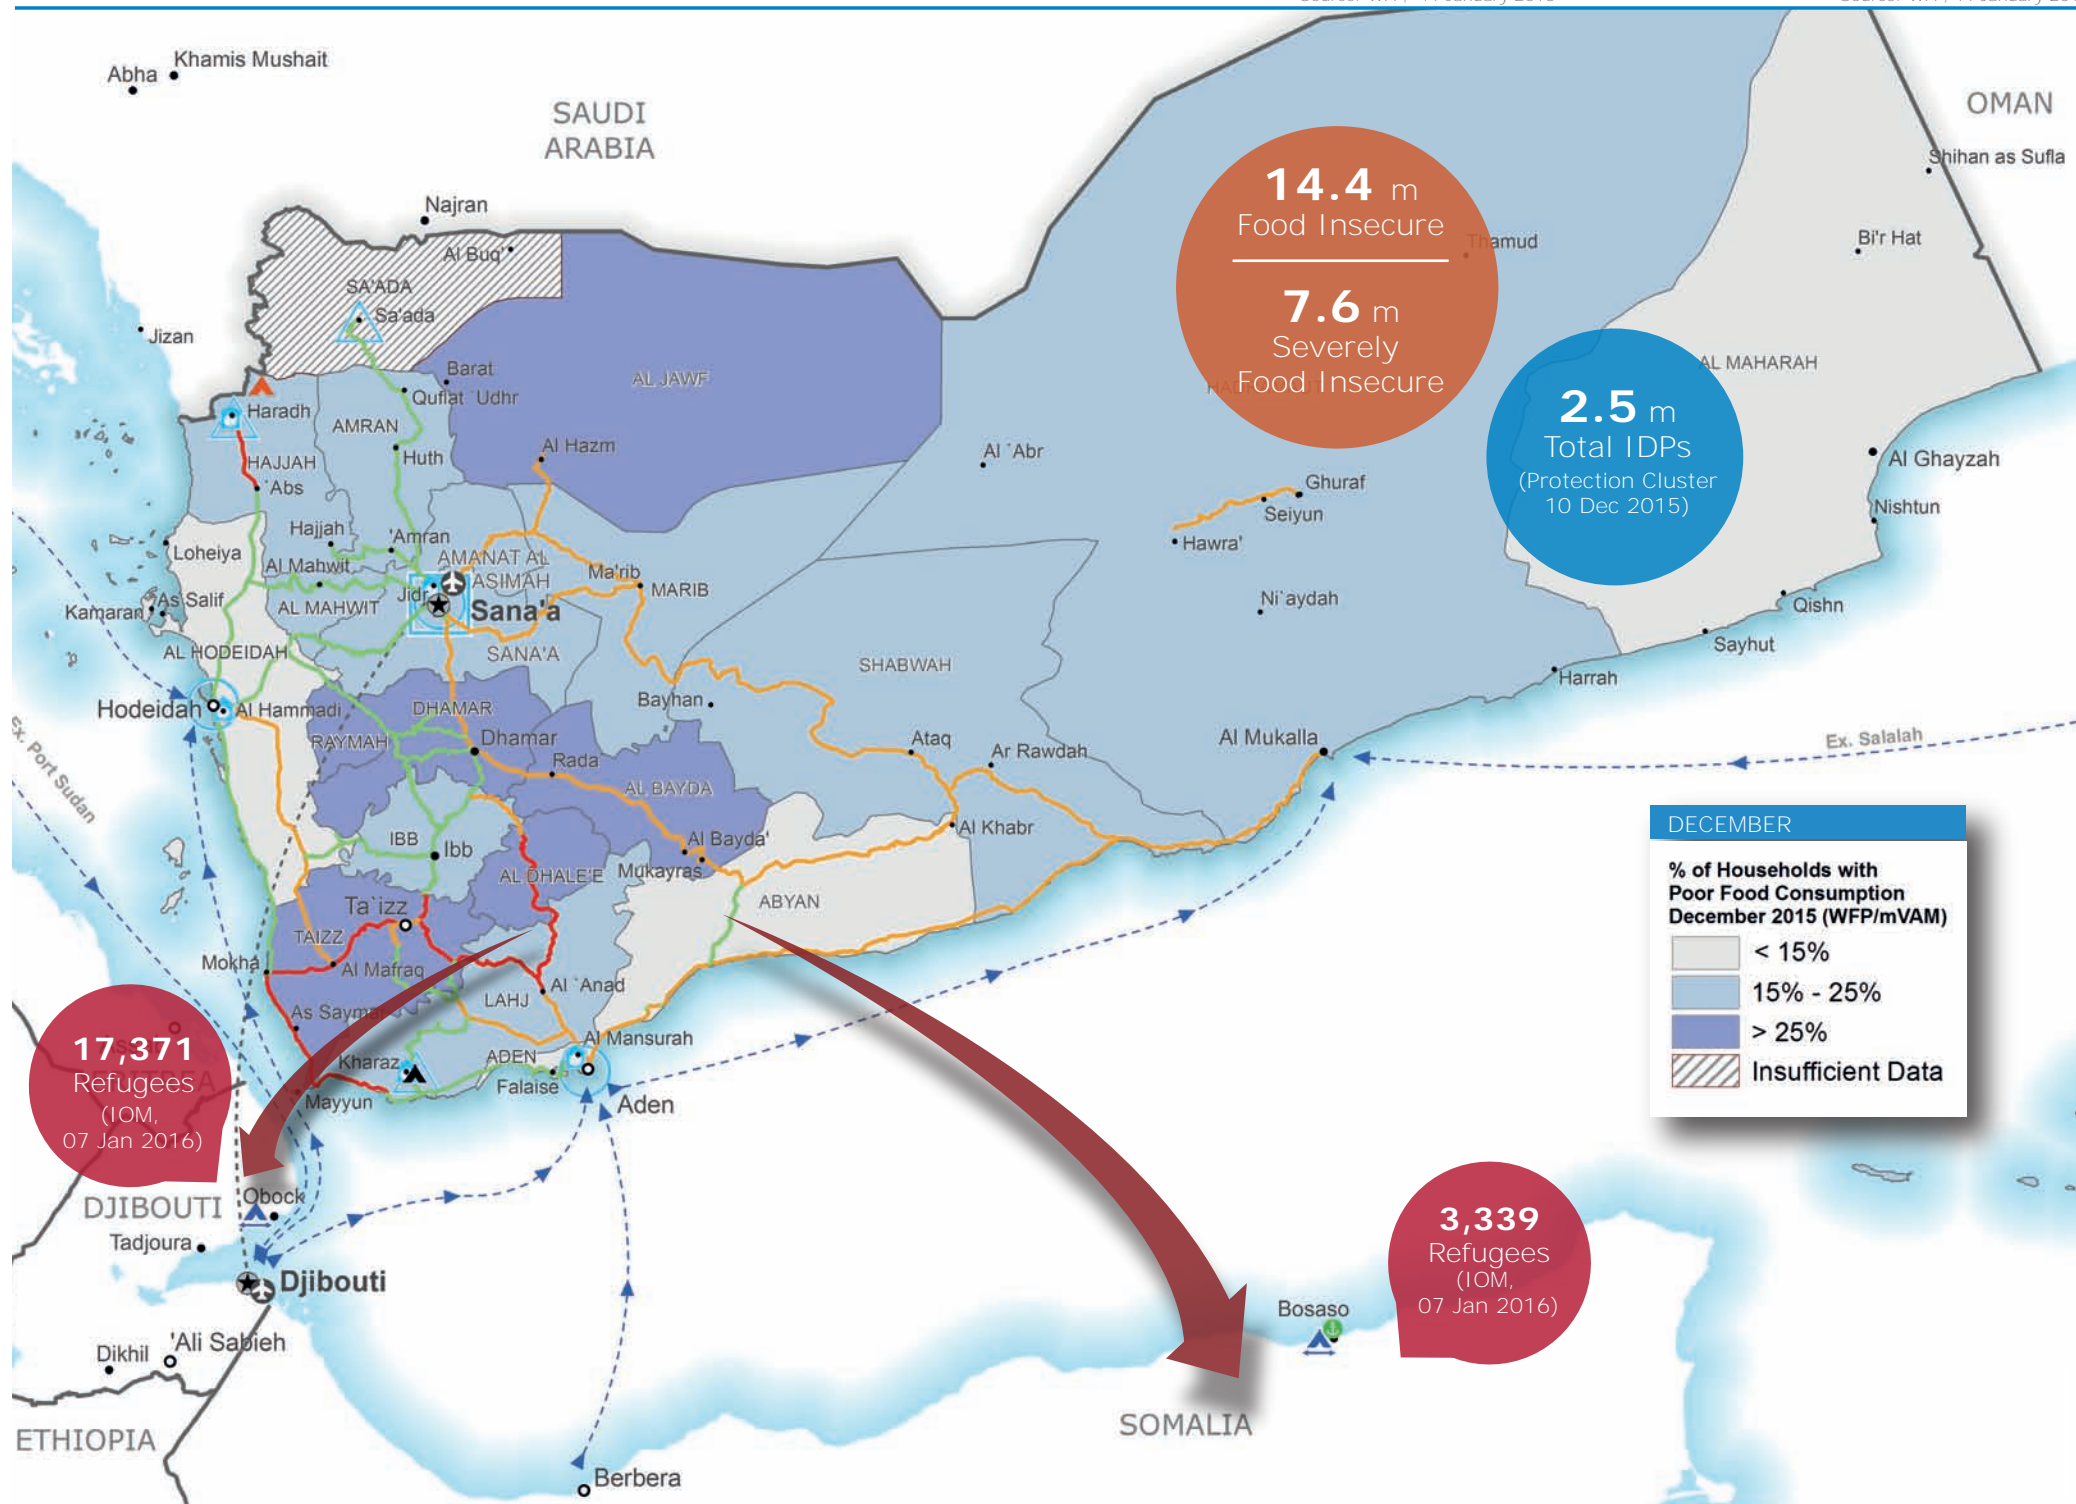 Khamis Mushait
Abha
SAUDI
ARABIA
OMAN
Shihan as Sufla
Najran
Al Buq'
Bi'r Hat
14.4 m
Food Insecure
7.6 m
Severely
Food Insecure
Thamud
SA'ADA
Sa'ada
Jizan
2.5 m
Total IDPs
(Protection Cluster
10 Dec 2015)
AL MAHARAH
Barat
Quflat `Udhr
AL JAWF
Haradh
AMRAN
Huth
Al Hazm
Al `Abr
Al Ghayzah
HAJJAH
`Abs
Ghuraf
Seiyun
Nishtun
Hawra'
Hajjah
'Amran
Loheiya
Al Mahwit
AMANAT AL
ASIMAH
Ma'rib
MARIB
Jidr
Sana'a
As Salif
Kamaran
AL MAHWIT
Ni`aydah
Qishn
Sayhut
AL HODEIDAH
SANA'A
SHABWAH
Harrah
Hodeidah
Al Hammadi
DHAMAR
Bayhan
RAYMAH
Dhamar
Ataq
Ar Rawdah
Al Mukalla
Ex. Salalah
Ex. Port Sudan
Rada
AL BAYDA
IBB
Ibb
Al Bayda'
Al Khabr
AL DHALE'E
Mukayras
ABYAN
DECEMBER
% of Households with
Poor Food Consumption
December 2015 (WFP/mVAM)
< 15%
15% - 25%
> 25%
Insufficient Data
Ta`izz
TAIZZ
Mokha
Al Mafraq
Al `Anad
LAHJ
As Saymar
Al Mansurah
17,371
Refugees
(IOM,
07 Jan 2016)
Kharaz
ADEN
Falaise
Mayyun
Aden
DJIBOUTI
Obock
Tadjoura
Djibouti
3,339
Refugees
(IOM,
07 Jan 2016)
Bosaso
'Ali Sabieh
Dikhil
SOMALIA
ETHIOPIA
Berbera